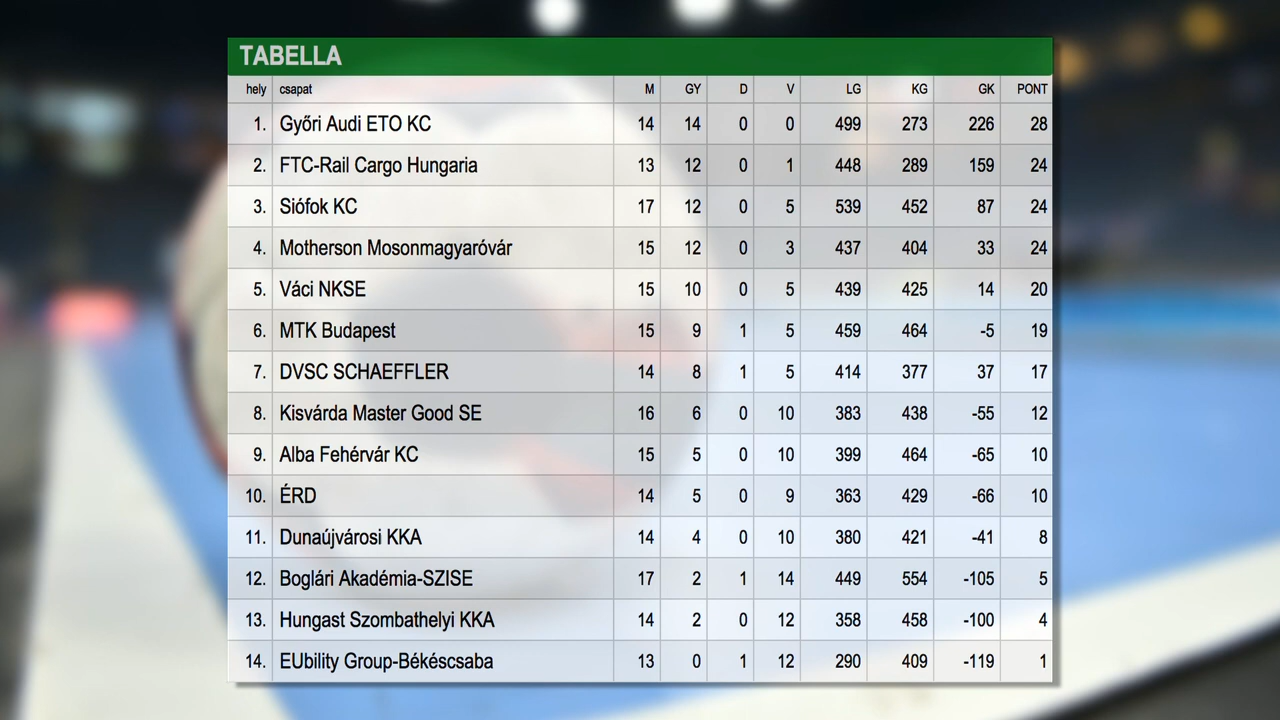 TABELLA
hely csapat M GY D V LG KG GK PONT
1. Győri Audi ETO KC 14 14 0 0 499 273 226 28
2. FTC-Rail Cargo Hungaria 13 12 0 1 448 289 159 24
3. Siófok KC 17 12 0 5 539 452 87 24
4. Motherson Mosonmagyaróvár 15 12 0 3 437 404 33 24
5. Váci NKSE 15 10 0 5 439 425 14 20
6. MTK Budapest 15 9 1 5 459 464 -5 19
7. DVSC SCHAEFFLER 14 8 1 5 414 377 37 17
8. Kisvárda Master Good SE 16 6 0 10 383 438 -55 12
9. Alba Fehérvár KC 15 5 0 10 399 464 -65 10
10. ÉRD 14 5 0 9 363 429 -66 10
11. Dunaújvárosi KKA 14 4 0 10 380 421 -41 8
12. Boglári Akadémia-SZISE 17 2 1 14 449 554 -105 5
13. Hungast Szombathelyi KKA 14 2 0 12 358 458 -100 4
14. EUbility Group-Békéscsaba 13 0 1 12 290 409 -119 1